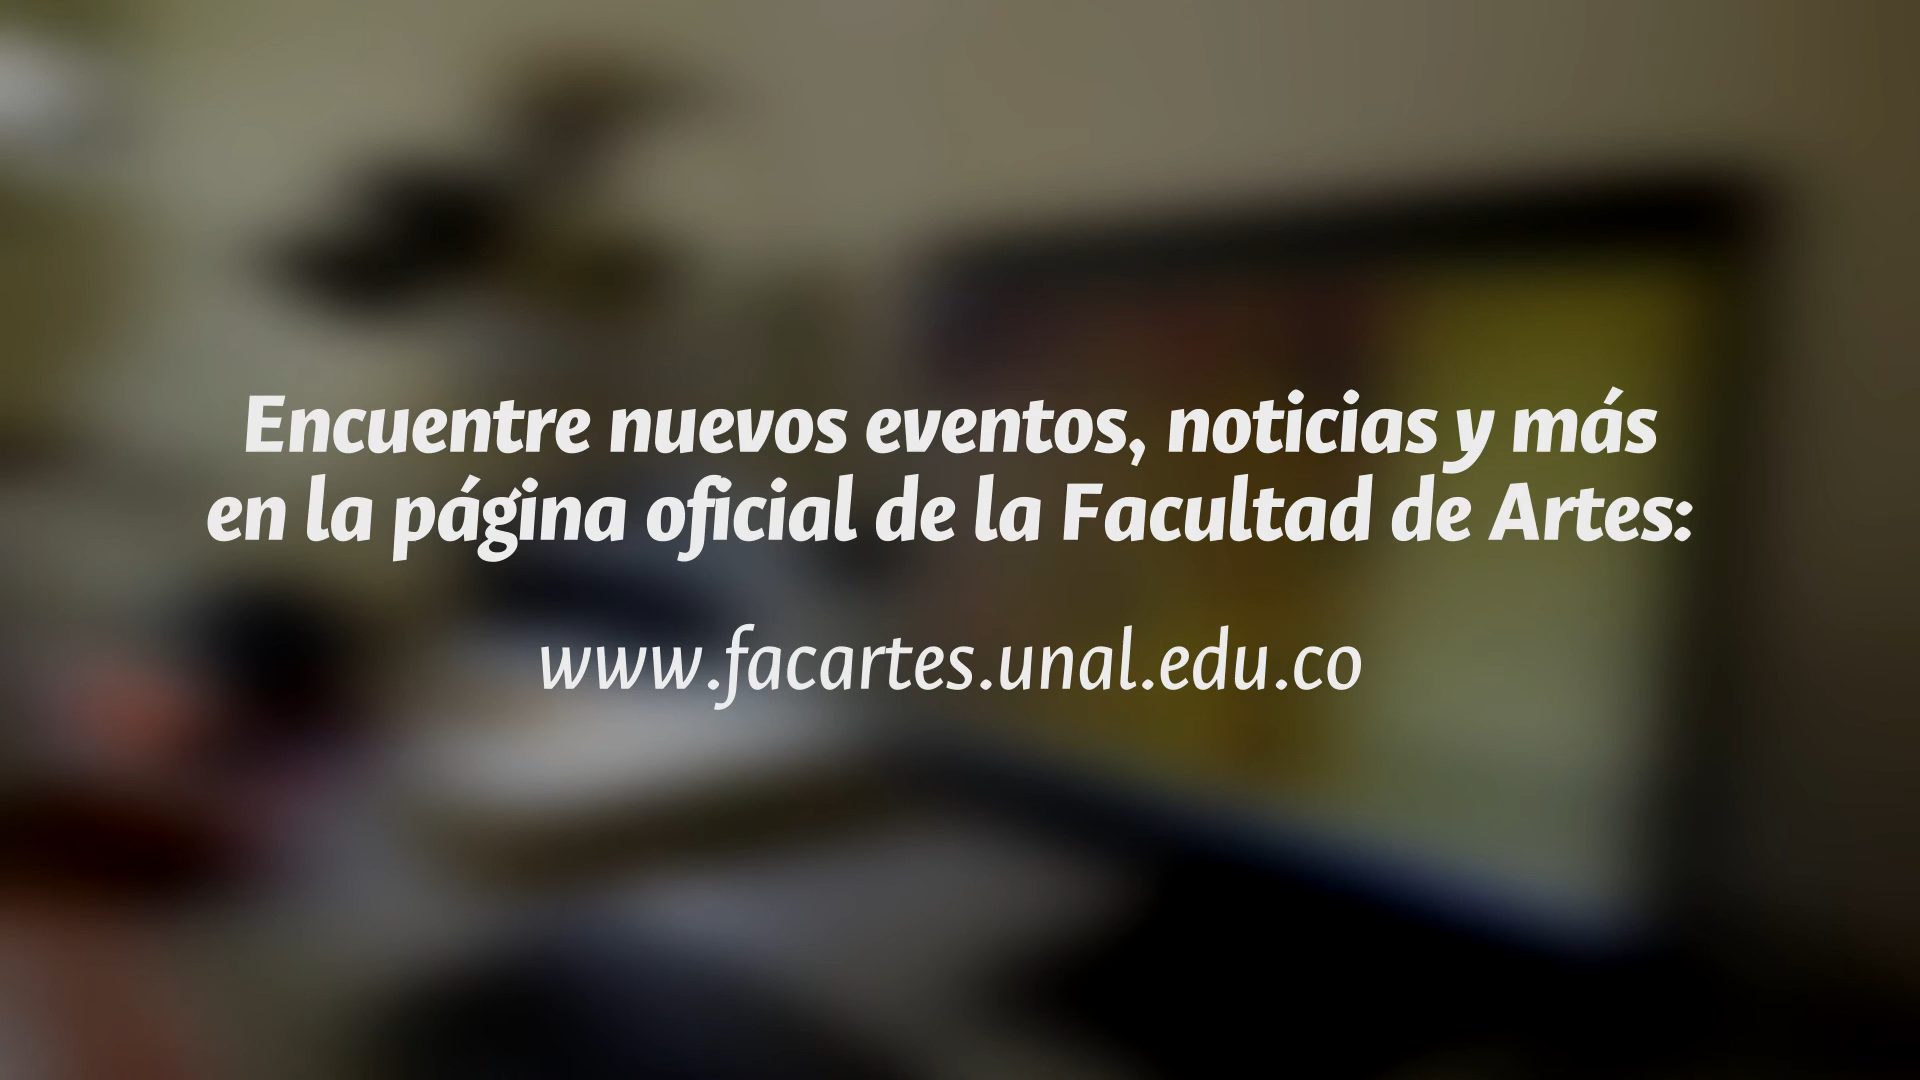 Encuentre nuevos eventos, noticias y más
en la página oficial de la Facultad de Artes:
www.facartes.unal.edu.co